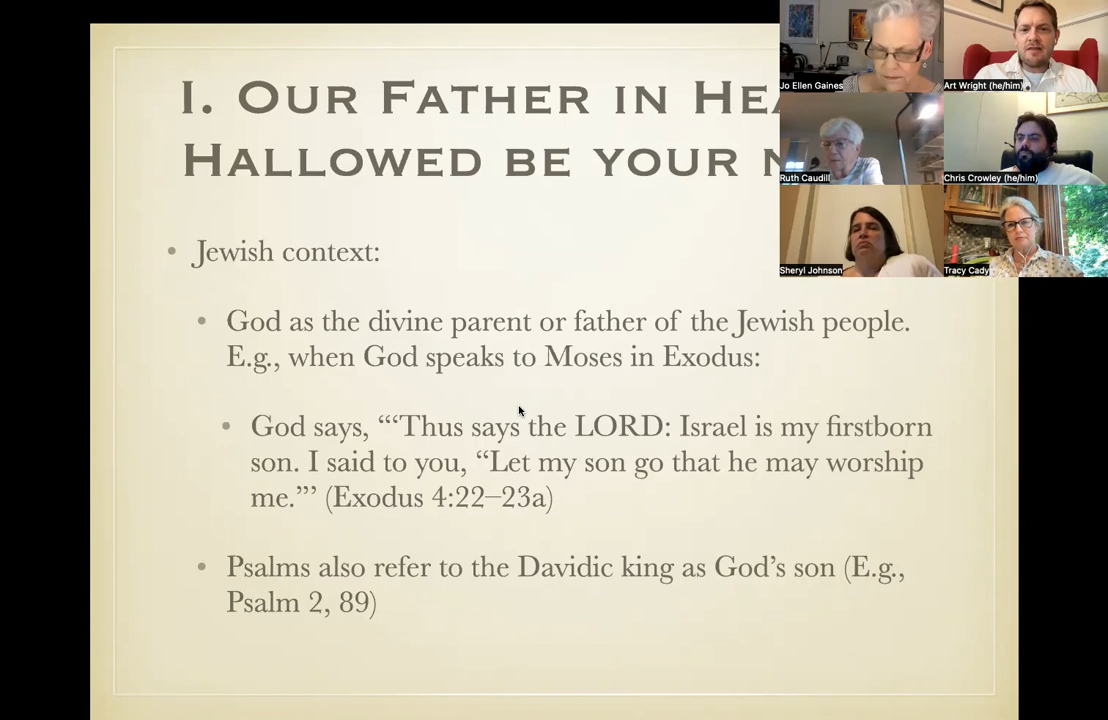 I. OUR FATHER IN HEA
HALLOWED BE YOUR N
• Jewish context:
• God as the divine parent or father of the Jewish people.
E.g., when God speaks to Moses in Exodus:
• God says, “‘Thus says the LORD: Israel is my firstborn
son. I said to you, “Let my son go that he may worship
me.”’ (Exodus 4:22–23a)
• Psalms also refer to the Davidic king as God’s son (E.g.,
Psalm 2, 89)
Jo Ellen Gaines
Art Wright (he/him)
Ruth Caudill
Chris Crowley (he/him)
Sheryl Johnson
Tracy Cady